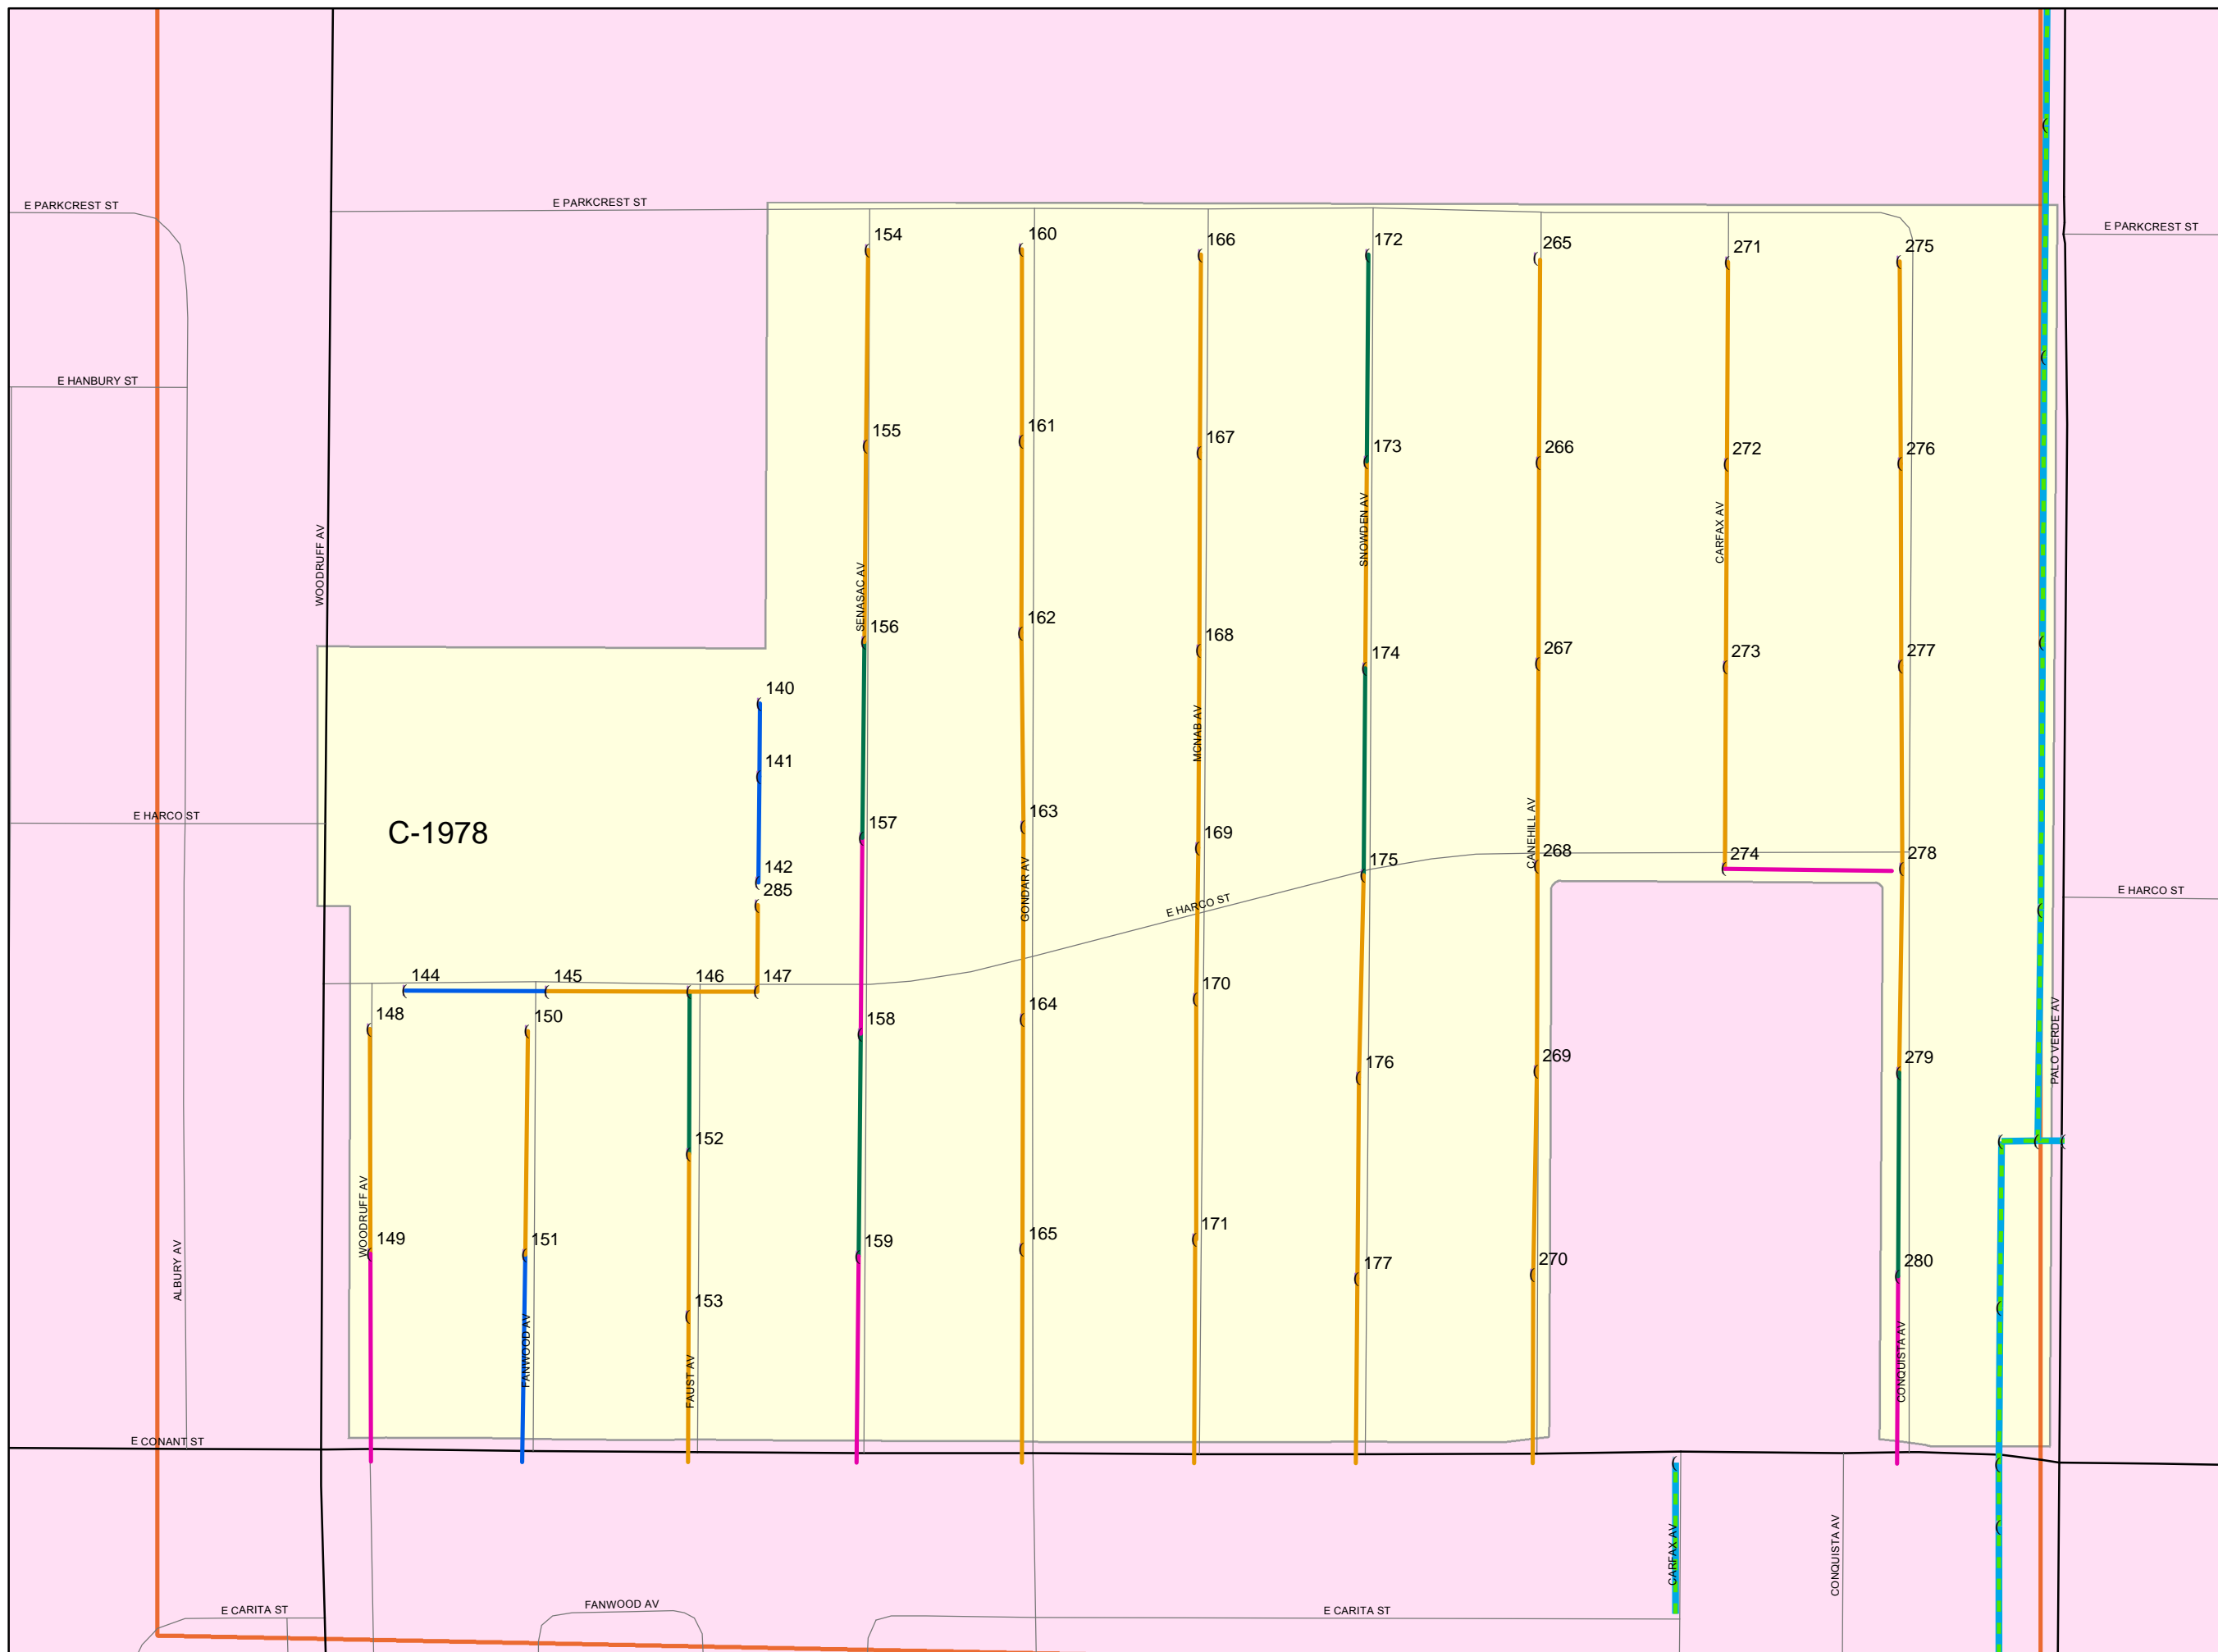 E PARKCREST ST
E PARKCREST ST
E PARKCREST ST
154
160
166
172
265
271
275
E HANBURY ST
155
161
167
173
266
272
276
WOODRUFF AV
SENASAC AV
SNOWDEN AV
CARFAX AV
156
162
168
174
267
273
277
140
141
MCNAB AV
E HARCO ST
C-1978
157
163
169
175
CANEHILL AV
268
274
278
142
285
GONDAR AV
E HARCO ST
E HARCO ST
144
145
146
147
148
150
158
164
170
176
269
279
PALO VERDE AV
152
WOODRUFF AV
149
151
159
165
171
177
270
280
ALBURY AV
153
FANWOOD AV
FAUST AV
CONQUISTA AV
E CONANT ST
CARFAX AV
CONQUISTA AV
E CARITA ST
FANWOOD AV
E CARITA ST